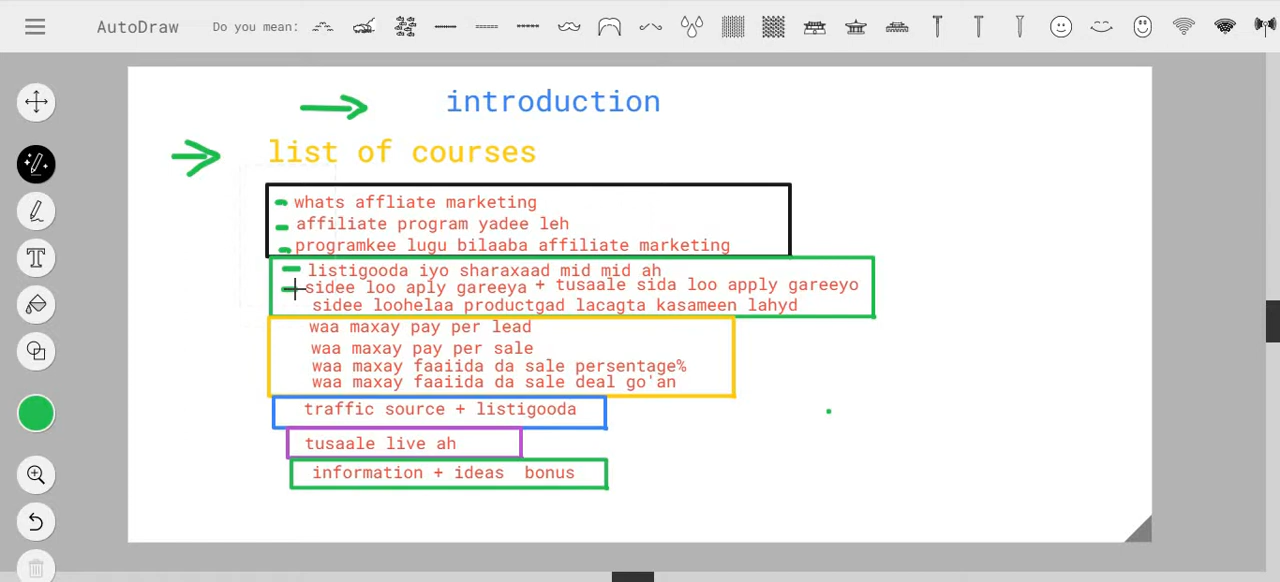 AutoDraw Do you mean:
introduction
list of courses
whats affliate marketing
affiliate program yadee leh
programkee lugu bilaaba affiliate marketing
listigooda iyo sharaxaad mid mid ah
sidee loo aply gareeya + tusaale sida loo apply gareeyo
sidee loohelaa productgad lacagta kasameen lahyd
waa maxay pay per lead
waa maxay pay per sale
waa maxay faaiida da sale persentage%
waa maxay faaiida da sale deal go'an
traffic source + listigooda
tusaale live ah
information + ideas bonus